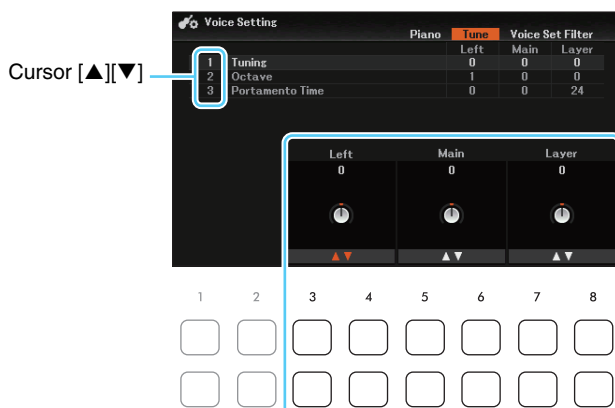 Voice Setting
Piano Tune Voice Set Filter
Left Main Layer
Cursor [▲][▼]
1 Tuning 0 0 0
2 Octave 1 0 0
3 Portamento Time 0 0 24
Left Main Layer
0 0 0
▲▼ ▲▼ ▲▼
1 2 3 4 5 6 7 8